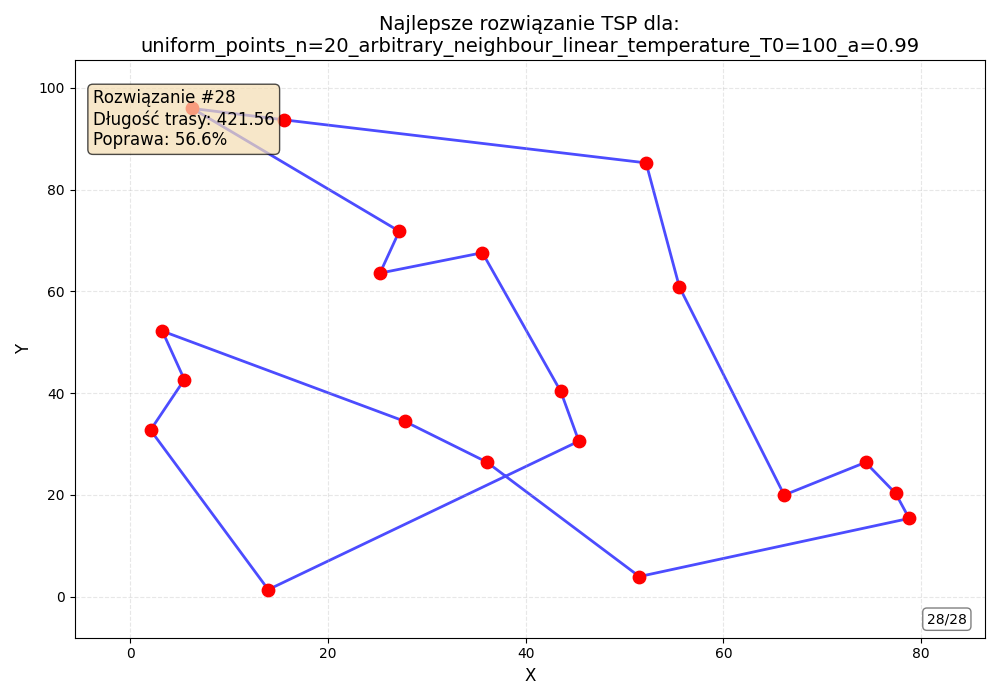 Najlepsze rozwiązanie TSP dla:
uniform_points_n=20_arbitrary_neighbour_linear_temperature_T0=100_a=0.99
Rozwiązanie #28
Długość trasy: 421.56
Poprawa: 56.6%
100
80
60
40
20
0
Y
28/28
0
20
40
60
80
X